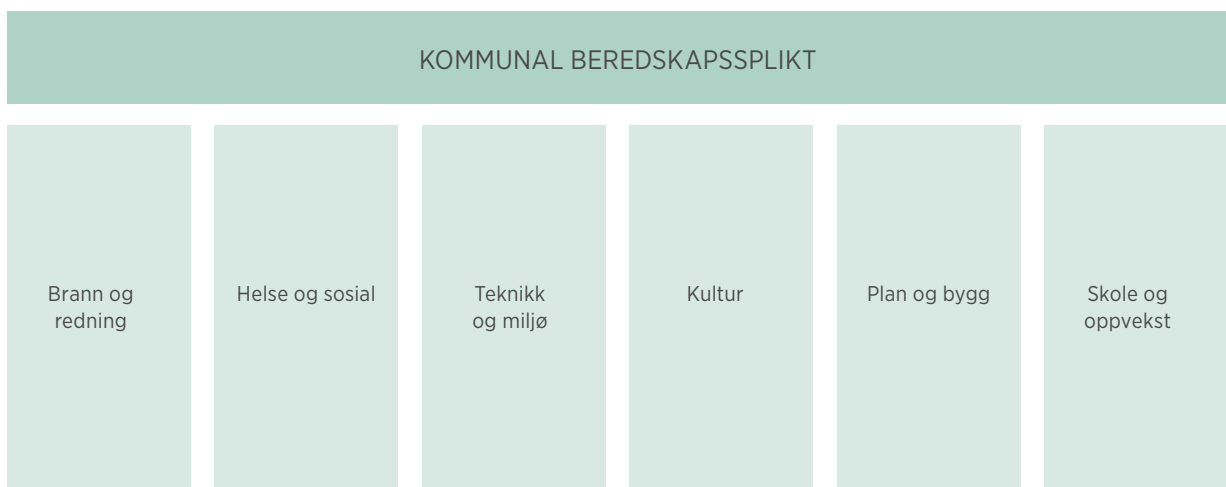 KOMMUNAL BEREDSKAPSSPLIKT
Brann og
redning
Helse og sosial
Teknikk
og miljø
Kultur
Plan og bygg
Skole og
oppvekst